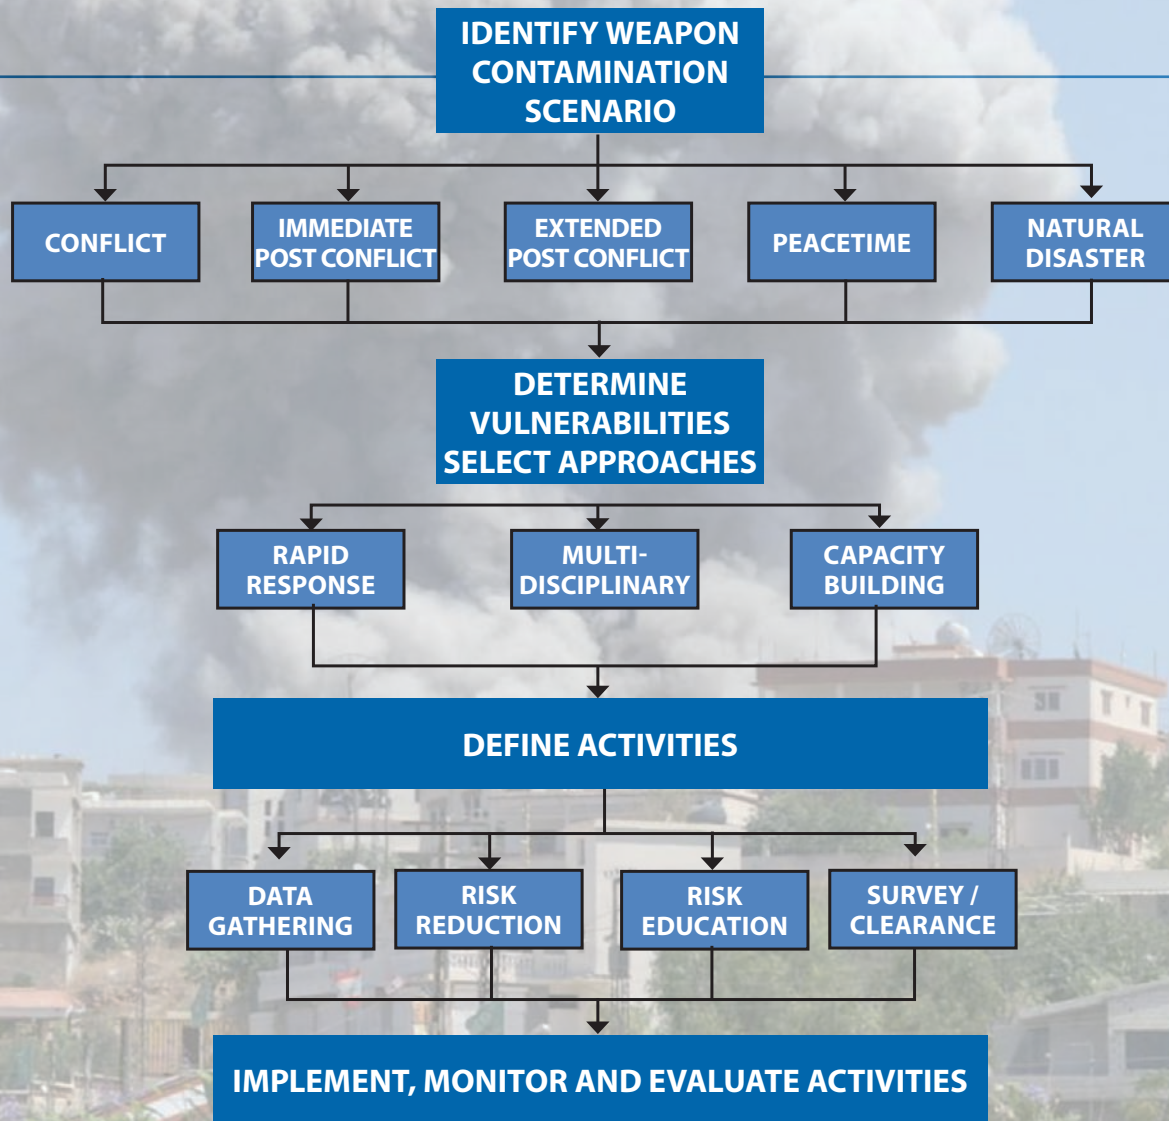 IDENTIFY WEAPON
CONTAMINATION
SCENARIO
CONFLICT
IMMEDIATE
POST CONFLICT
EXTENDED
POST CONFLICT
PEACETIME
NATURAL
DISASTER
DETERMINE
VULNERABILITIES
SELECT APPROACHES
RAPID
RESPONSE
MULTI-
DISCIPLINARY
CAPACITY
BUILDING
DEFINE ACTIVITIES
DATA
GATHERING
RISK
REDUCTION
RISK
EDUCATION
SURVEY /
CLEARANCE
IMPLEMENT, MONITOR AND EVALUATE ACTIVITIES